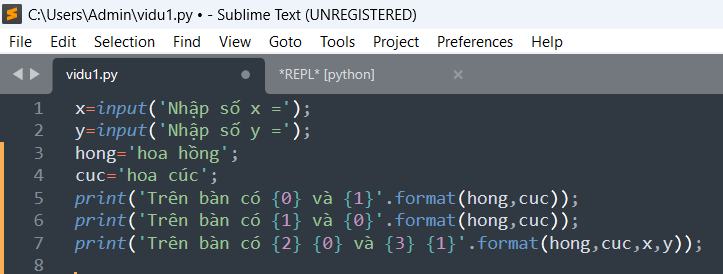 C:\Users\Admin\vidu1.py • - Sublime Text (UNREGISTERED)
File Edit Selection Find View Goto Tools Project Preferences Help
vidu1.py *REPL* [python]
1 x=input('Nhập số x =');
2 y=input('Nhập số y =');
3 hong='hoa hồng';
4 cuc='hoa cúc';
5 print('Trên bàn có {0} và {1}'.format(hong,cuc));
6 print('Trên bàn có {1} và {0}'.format(hong,cuc));
7 print('Trên bàn có {2} {0} và {3} {1}'.format(hong,cuc,x,y));
8